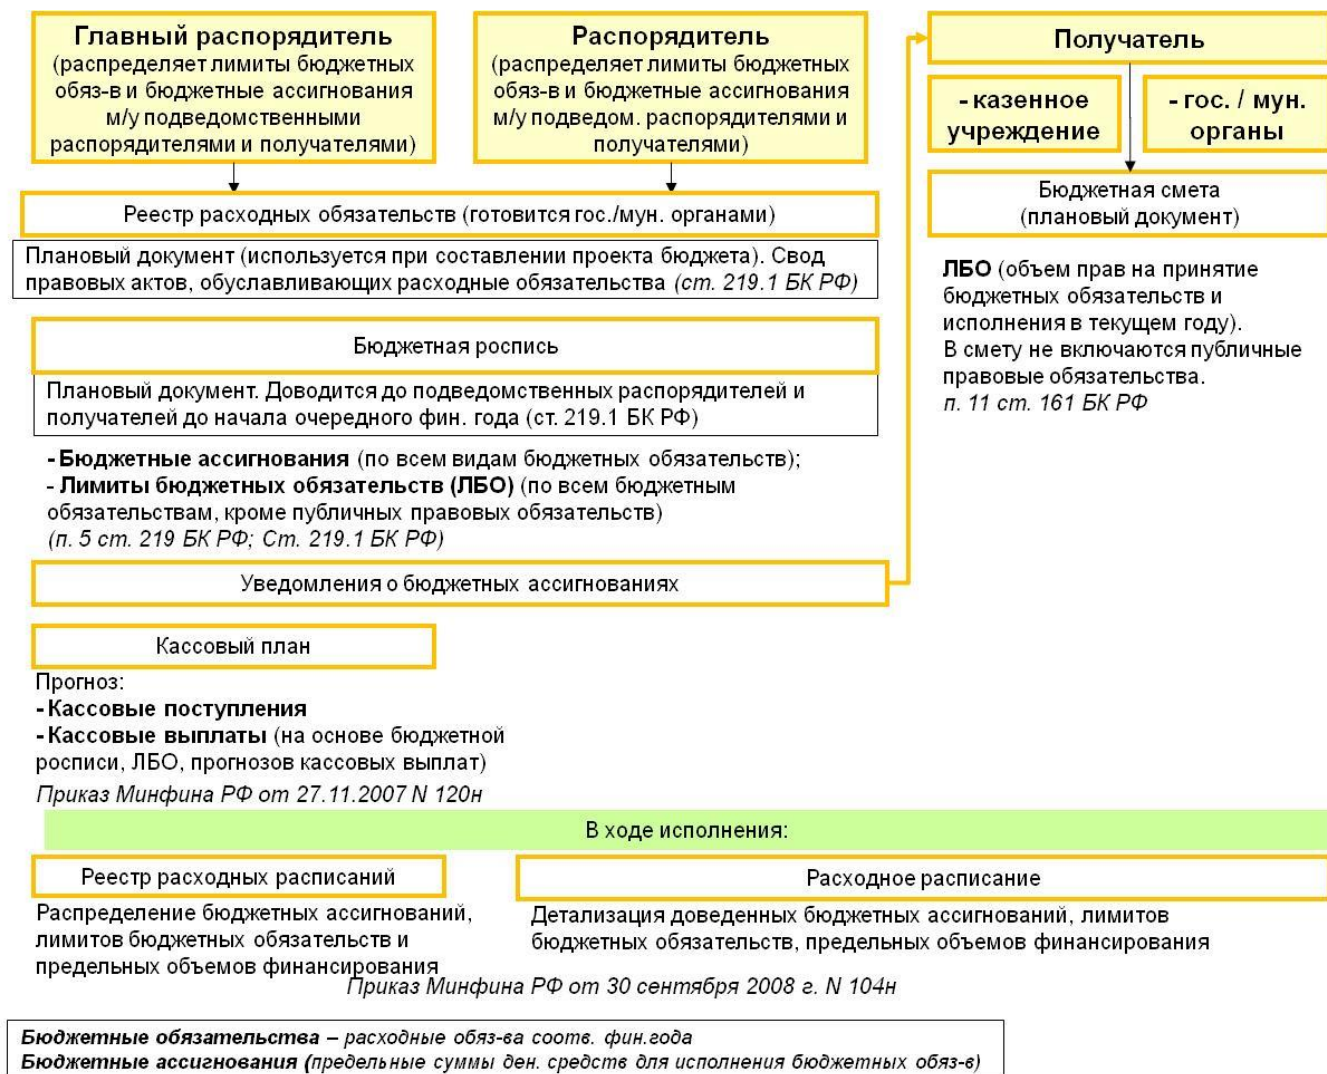 Главный распорядитель
(распределяет лимиты бюджетных
обяз-в и бюджетные ассигнования
м/у подведомственными
распорядителями и получателями)
Распорядитель
(распределяет лимиты бюджетных
обяз-в и бюджетные ассигнования
м/у подведом. распорядителями и
получателями)
Получатель
- казенное
учреждение
- гос. / мун.
органы
Бюджетная смета
(плановый документ)
ЛБО (объем прав на принятие
бюджетных обязательств и
исполнения в текущем году).
В смету не включаются публичные
правовые обязательства.
п. 11 ст. 161 БК РФ
Реестр расходных обязательств (готовится гос./мун. органами)
Плановый документ (используется при составлении проекта бюджета). Свод
правовых актов, обуславливающих расходные обязательства (ст. 219.1 БК РФ)
Бюджетная роспись
Плановый документ. Доводится до подведомственных распорядителей и
получателей до начала очередного фин. года (ст. 219.1 БК РФ)
- Бюджетные ассигнования (по всем видам бюджетных обязательств);
- Лимиты бюджетных обязательств (ЛБО) (по всем бюджетным
обязательствам, кроме публичных правовых обязательств)
(п. 5 ст. 219 БК РФ; Ст. 219.1 БК РФ)
Уведомления о бюджетных ассигнованиях
Кассовый план
Прогноз:
- Кассовые поступления
- Кассовые выплаты (на основе бюджетной
росписи, ЛБО, прогнозов кассовых выплат)
Приказ Минфина РФ от 27.11.2007 N 120н
В ходе исполнения:
Реестр расходных расписаний
Распределение бюджетных ассигнований,
лимитов бюджетных обязательств и
предельных объемов финансирования
Расходное расписание
Детализация доведенных бюджетных ассигнований, лимитов
бюджетных обязательств, предельных объемов финансирования
Приказ Минфина РФ от 30 сентября 2008 г. N 104н
Бюджетные обязательства – расходные обяз-ва соотв. фин.года
Бюджетные ассигнования (предельные суммы ден. средств для исполнения бюджетных обяз-в)